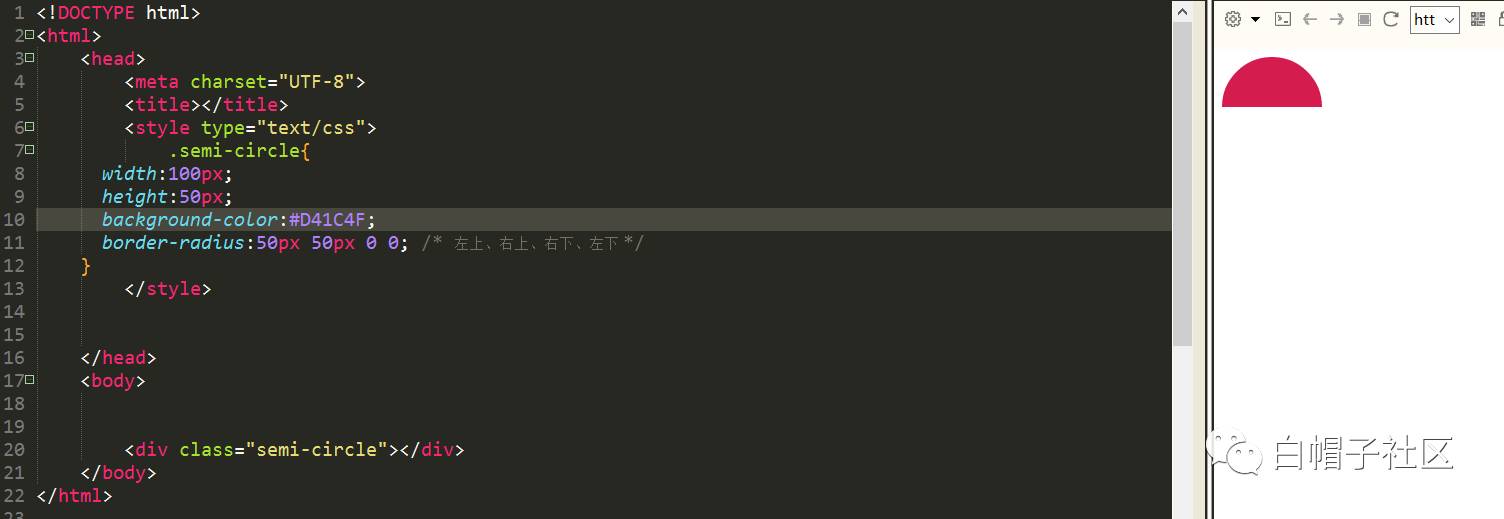 1 <!DOCTYPE html>
2 <html>
3 <head>
4 <meta charset="UTF-8">
5 <title></title>
6 <style type="text/css">
7 .semi-circle{
8 width:100px;
9 height:50px;
10 background-color:#D41C4F;
11 border-radius:50px 50px 0 0; /* 左上、右上、右下、左下 */
12 }
13 </style>
14
15
16 </head>
17 <body>
18
19
20 <div class="semi-circle"></div>
21 </body>
22 </html>
23
htt
白帽子社区